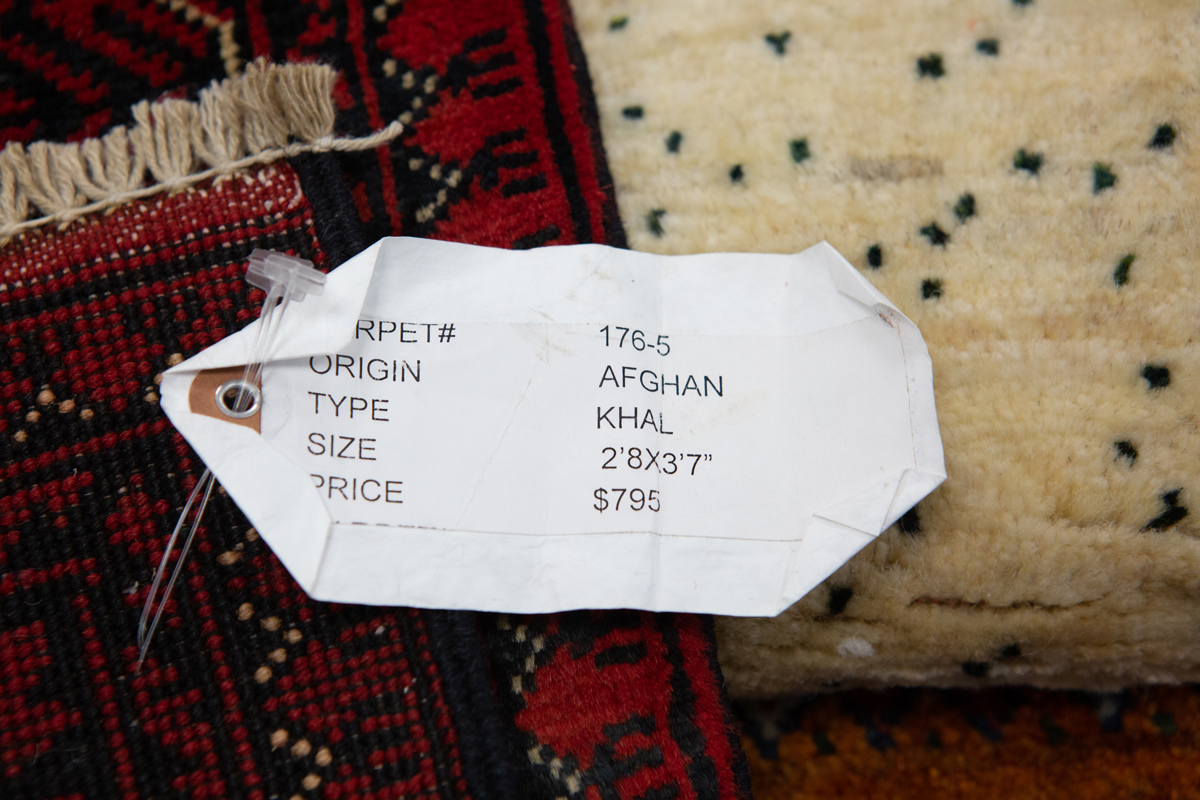 RPET# 176-5
ORIGIN AFGHAN
TYPE KHAL
SIZE 2'8X3'7"
PRICE $795